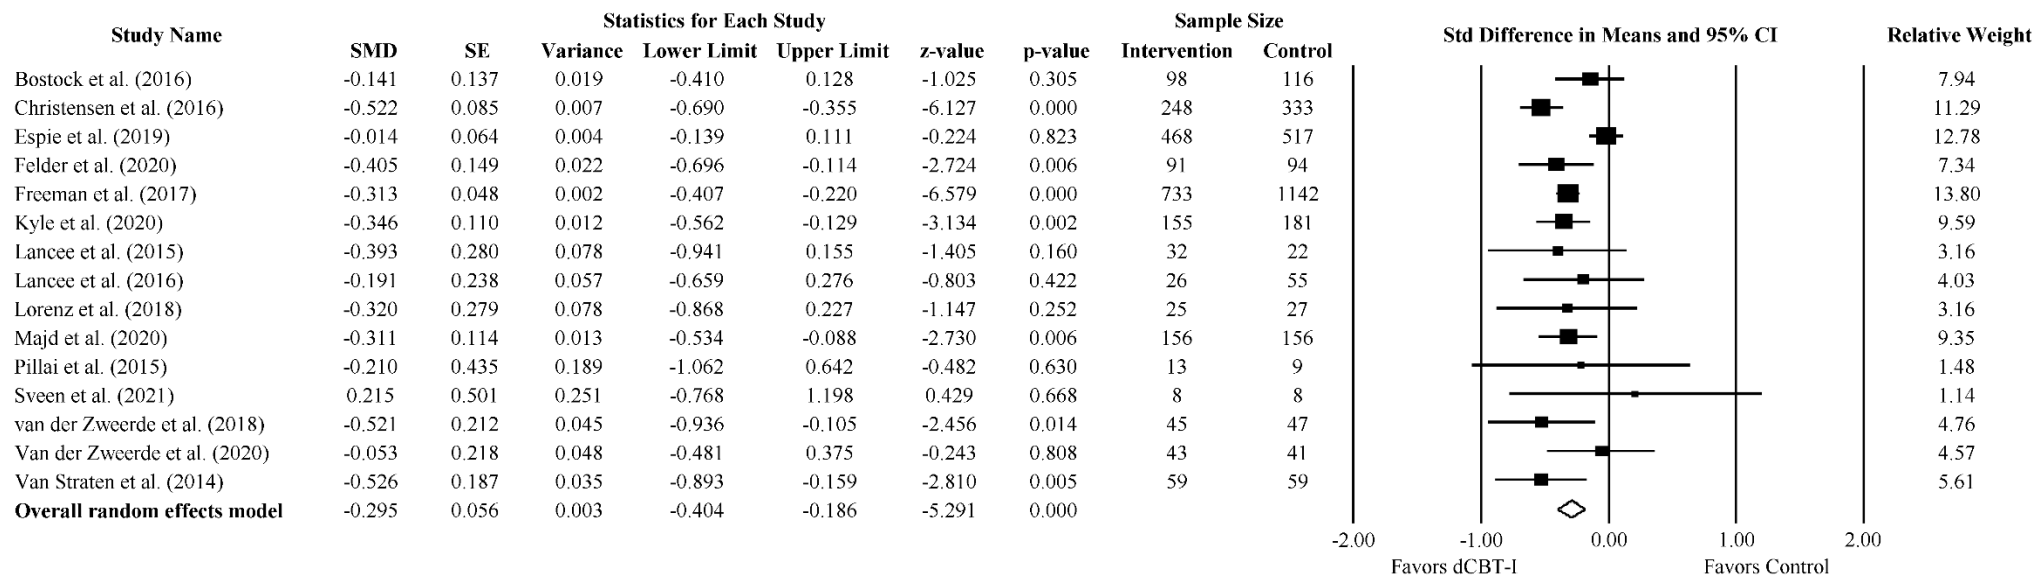 Statistics for Each Study Sample Size
Study Name Std Difference in Means and 95% CI Relative Weight
SMD SE Variance Lower Limit Upper Limit z-value p-value Intervention Control
Bostock et al. (2016) -0.141 0.137 0.019 -0.410 0.128 -1.025 0.305 98 116 7.94
Christensen et al. (2016) -0.522 0.085 0.007 -0.690 -0.355 -6.127 0.000 248 333 11.29
Espie et al. (2019) -0.014 0.064 0.004 -0.139 0.111 -0.224 0.823 468 517 12.78
Felder et al. (2020) -0.405 0.149 0.022 -0.696 -0.114 -2.724 0.006 91 94 7.34
Freeman et al. (2017) -0.313 0.048 0.002 -0.407 -0.220 -6.579 0.000 733 1142 13.80
Kyle et al. (2020) -0.346 0.110 0.012 -0.562 -0.129 -3.134 0.002 155 181 9.59
Lancee et al. (2015) -0.393 0.280 0.078 -0.941 0.155 -1.405 0.160 32 22 3.16
Lancee et al. (2016) -0.191 0.238 0.057 -0.659 0.276 -0.803 0.422 26 55 4.03
Lorenz et al. (2018) -0.320 0.279 0.078 -0.868 0.227 -1.147 0.252 25 27 3.16
Majd et al. (2020) -0.311 0.114 0.013 -0.534 -0.088 -2.730 0.006 156 156 9.35
Pillai et al. (2015) -0.210 0.435 0.189 -1.062 0.642 -0.482 0.630 13 9 1.48
Sveen et al. (2021) 0.215 0.501 0.251 -0.768 1.198 0.429 0.668 8 8 1.14
van der Zweerde et al. (2018) -0.521 0.212 0.045 -0.936 -0.105 -2.456 0.014 45 47 4.76
Van der Zweerde et al. (2020) -0.053 0.218 0.048 -0.481 0.375 -0.243 0.808 43 41 4.57
Van Straten et al. (2014) -0.526 0.187 0.035 -0.893 -0.159 -2.810 0.005 59 59 5.61
Overall random effects model -0.295 0.056 0.003 -0.404 -0.186 -5.291 0.000
-2.00 -1.00 0.00 1.00 2.00
Favors dCBT-I Favors Control